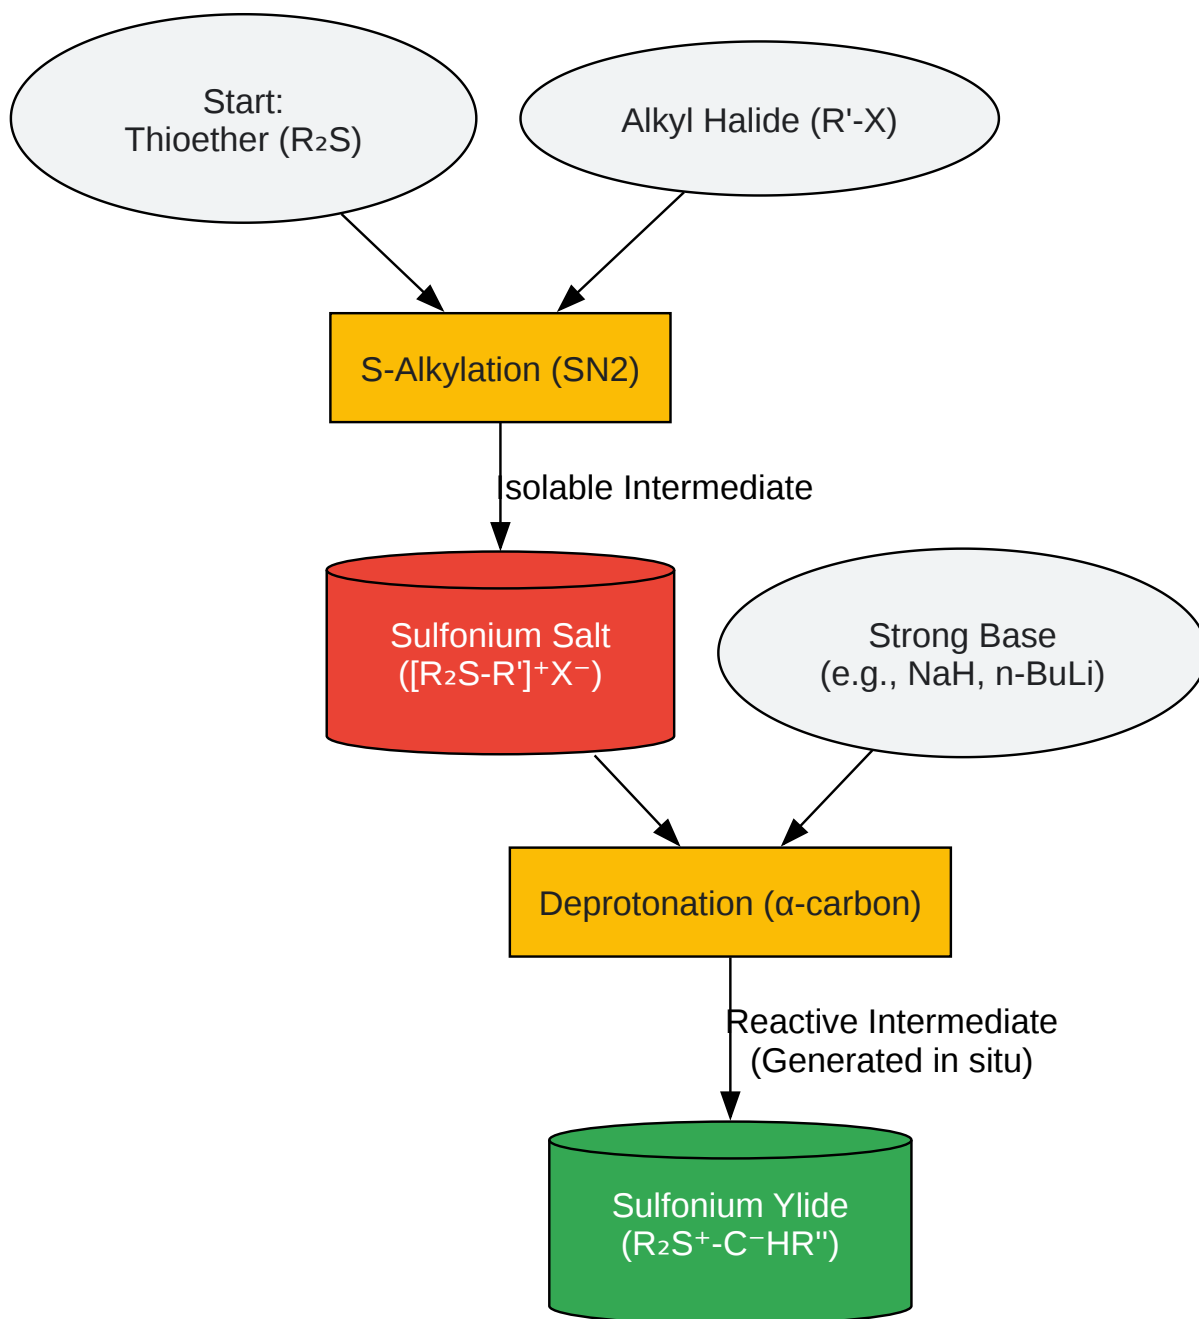 Start:
Thioether (R₂S)
Alkyl Halide (R'-X)
S-Alkylation (SN2)
Isolable Intermediate
Sulfonium Salt
([R₂S-R']⁺X⁻)
Strong Base
(e.g., NaH, n-BuLi)
Deprotonation (α-carbon)
Reactive Intermediate
(Generated in situ)
Sulfonium Ylide
(R₂S⁺-C⁻HR'')